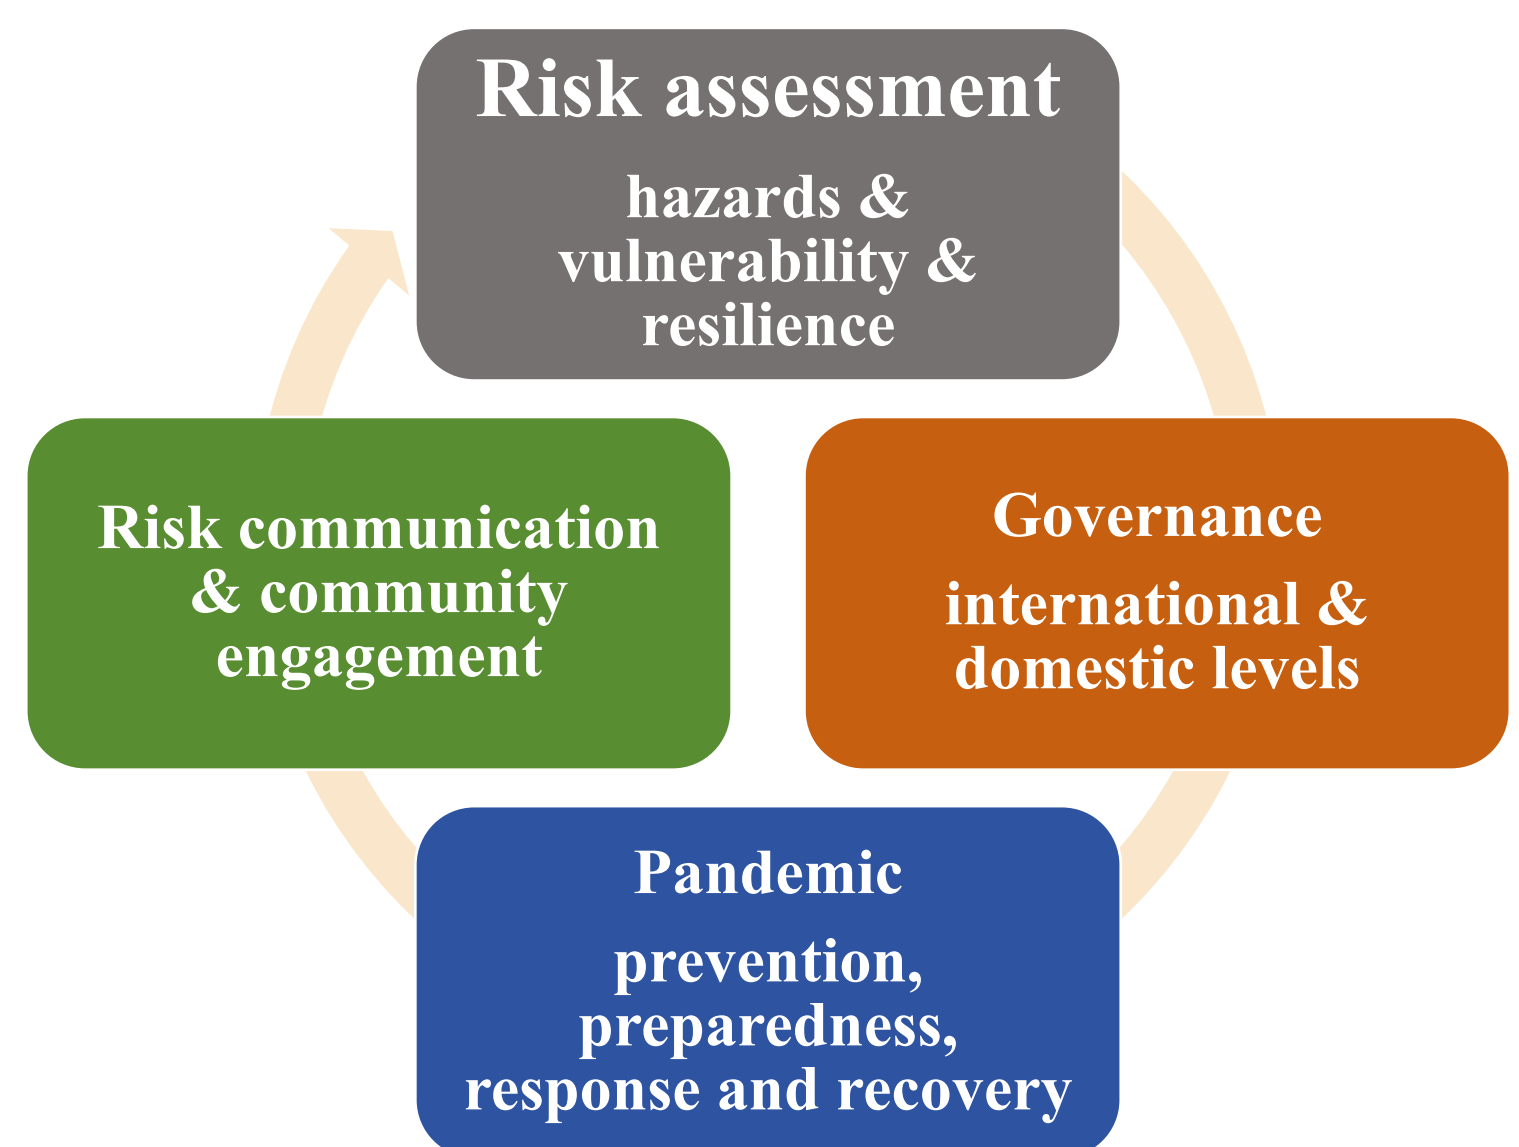 Risk assessment
hazards &
vulnerability &
resilience
Risk communication
& community
engagement
Governance
international &
domestic levels
Pandemic
prevention,
preparedness,
response and recovery